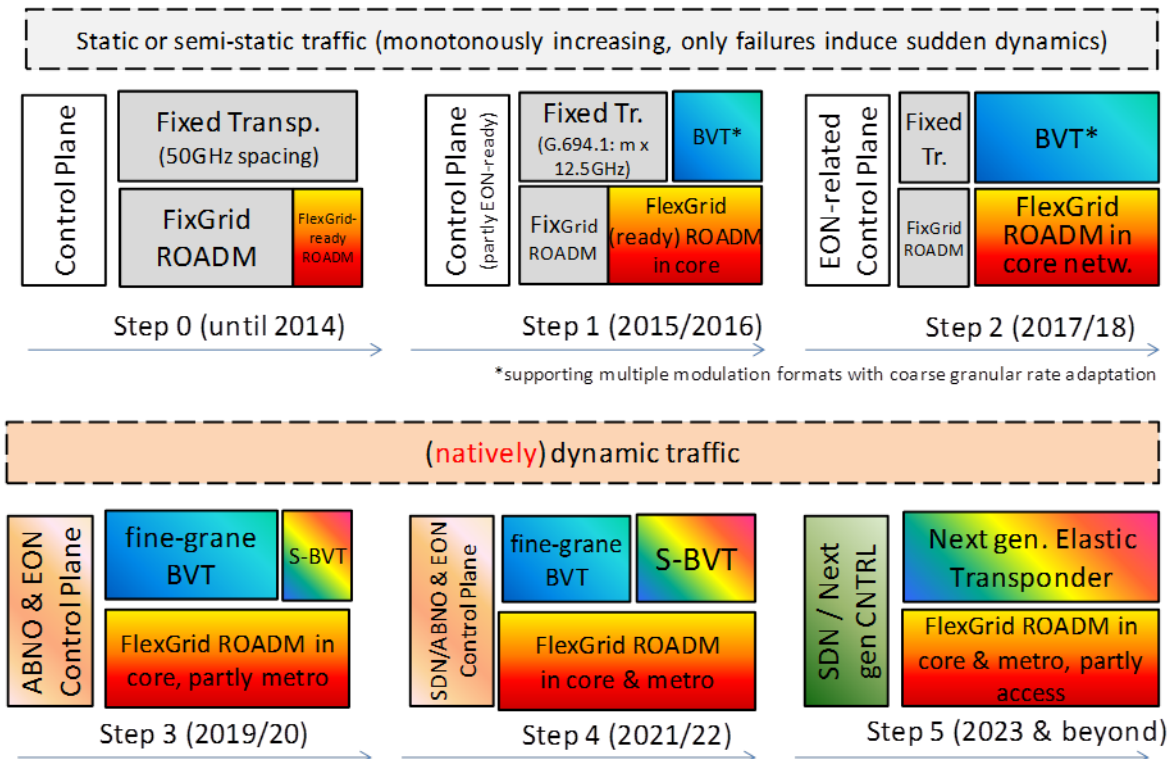 Static or semi-static traffic (monotonously increasing, only failures induce sudden dynamics)
Control Plane
Fixed Transp.
(50GHz spacing)
FixGrid
ROADM
FlexGrid-
ready
ROADM
Step 0 (until 2014)
Control Plane
(partly EON-ready)
Fixed Tr.
(G.694.1: m x
12.5GHz)
BVT*
FixGrid
ROADM
FlexGrid
(ready) ROADM
in core
Step 1 (2015/2016)
EON-related
Control Plane
Fixed
Tr.
BVT*
FixGrid
ROADM
FlexGrid
ROADM in
core netw.
Step 2 (2017/18)
*supporting multiple modulation formats with coarse granular rate adaptation
(natively) dynamic traffic
ABNO & EON
Control Plane
fine-grane
BVT
S-BVT
FlexGrid ROADM in
core, partly metro
Step 3 (2019/20)
SDN/ABNO & EON
Control Plane
fine-grane
BVT
S-BVT
FlexGrid ROADM
in core & metro
Step 4 (2021/22)
SDN / Next
gen CNTRL
Next gen. Elastic
Transponder
FlexGrid ROADM in
core & metro, partly
access
Step 5 (2023 & beyond)